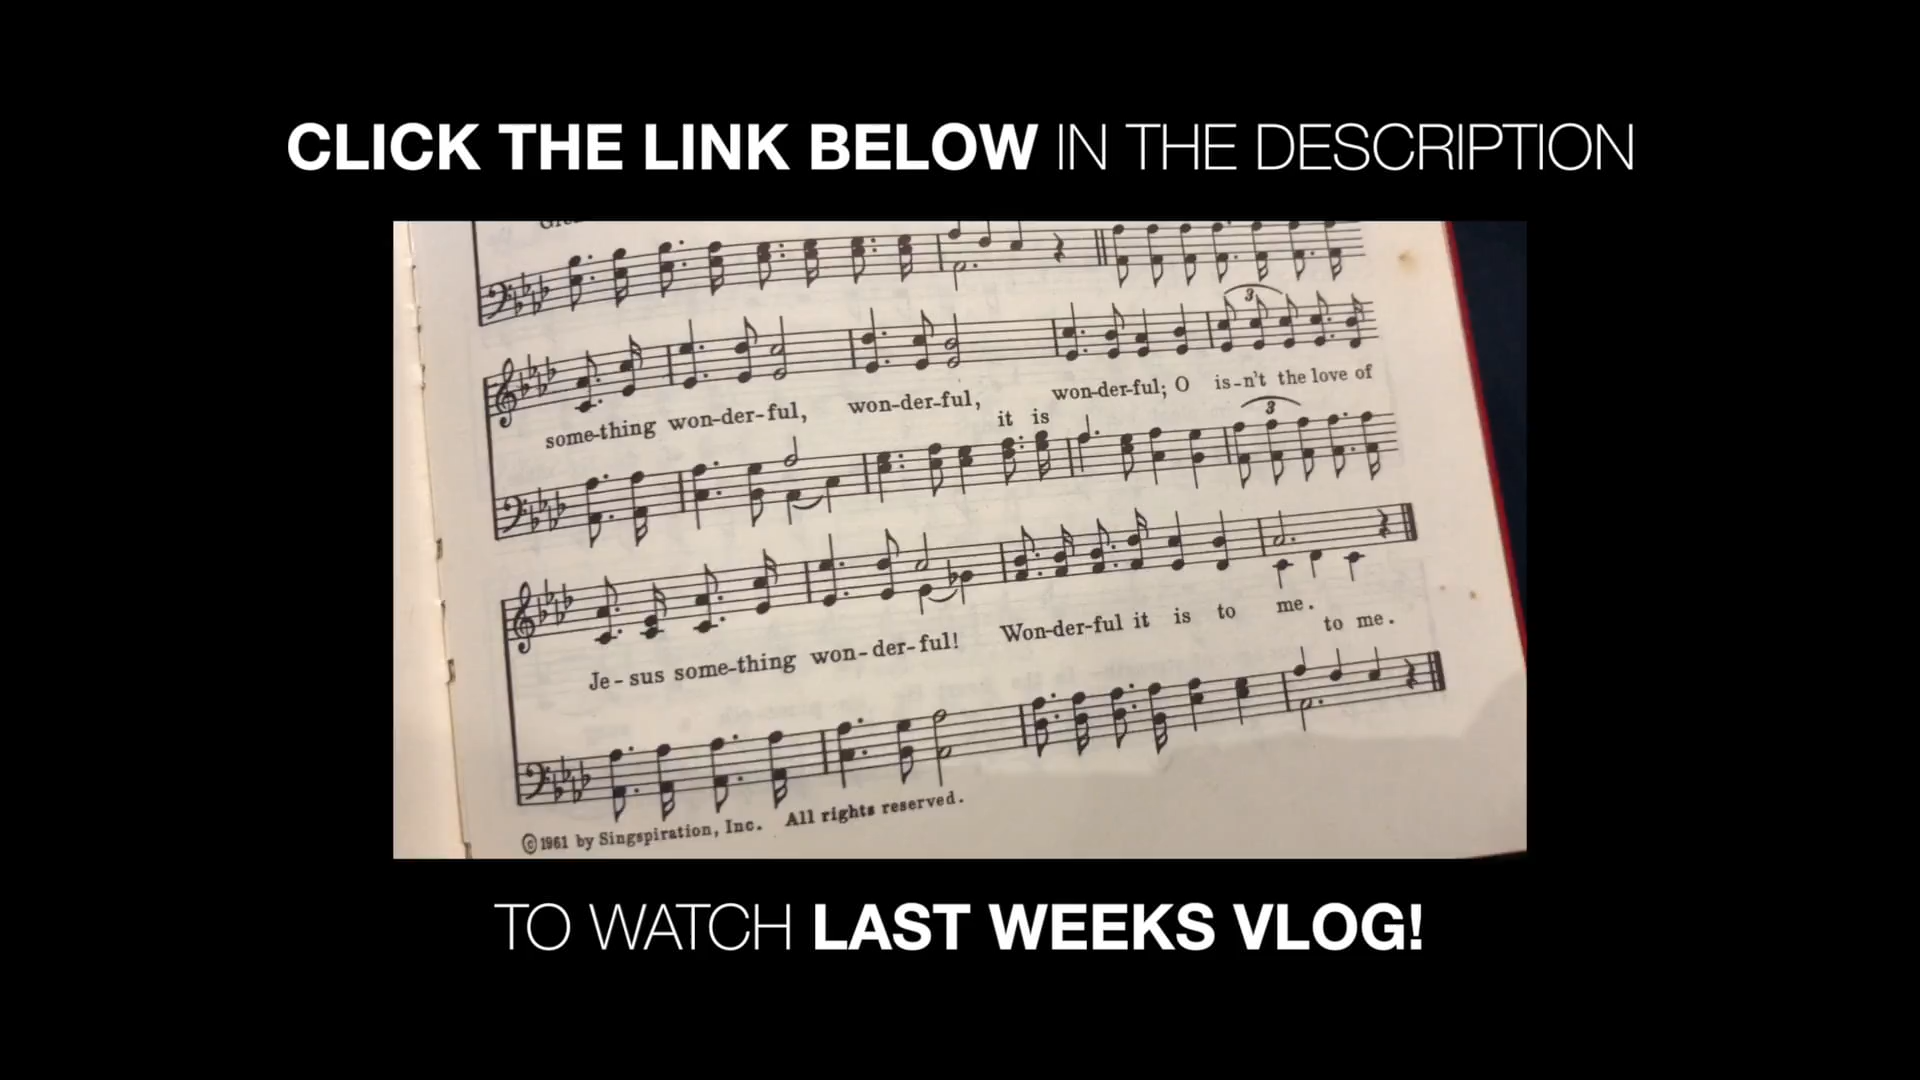 CLICK THE LINK BELOW IN THE DESCRIPTION
3
some-thing won-der-ful, won-der-ful, won-der-ful; O is-n't the love of
it is
3
Je-sus some-thing won-der-ful! Won-der-ful it is to me.
to me.
©1961 by Singspiration, Inc. All rights reserved.
TO WATCH LAST WEEKS VLOG!